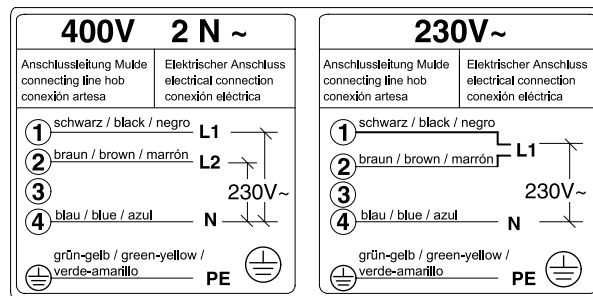 400V 2 N ~
Anschlussleitung Mulde
connecting line hob
conexión artesa
Elektrischer Anschluss
electrical connection
conexión eléctrica
1 schwarz / black / negro L1
2 braun / brown / marrón L2
3
230V~
4 blau / blue / azul N
grün-gelb / green-yellow /
verde-amarillo PE
230V~
Anschlussleitung Mulde
connecting line hob
conexión artesa
Elektrischer Anschluss
electrical connection
conexión eléctrica
1 schwarz / black / negro
L1
2 braun / brown / marrón
3
230V~
4 blau / blue / azul N
grün-gelb / green-yellow /
verde-amarillo PE